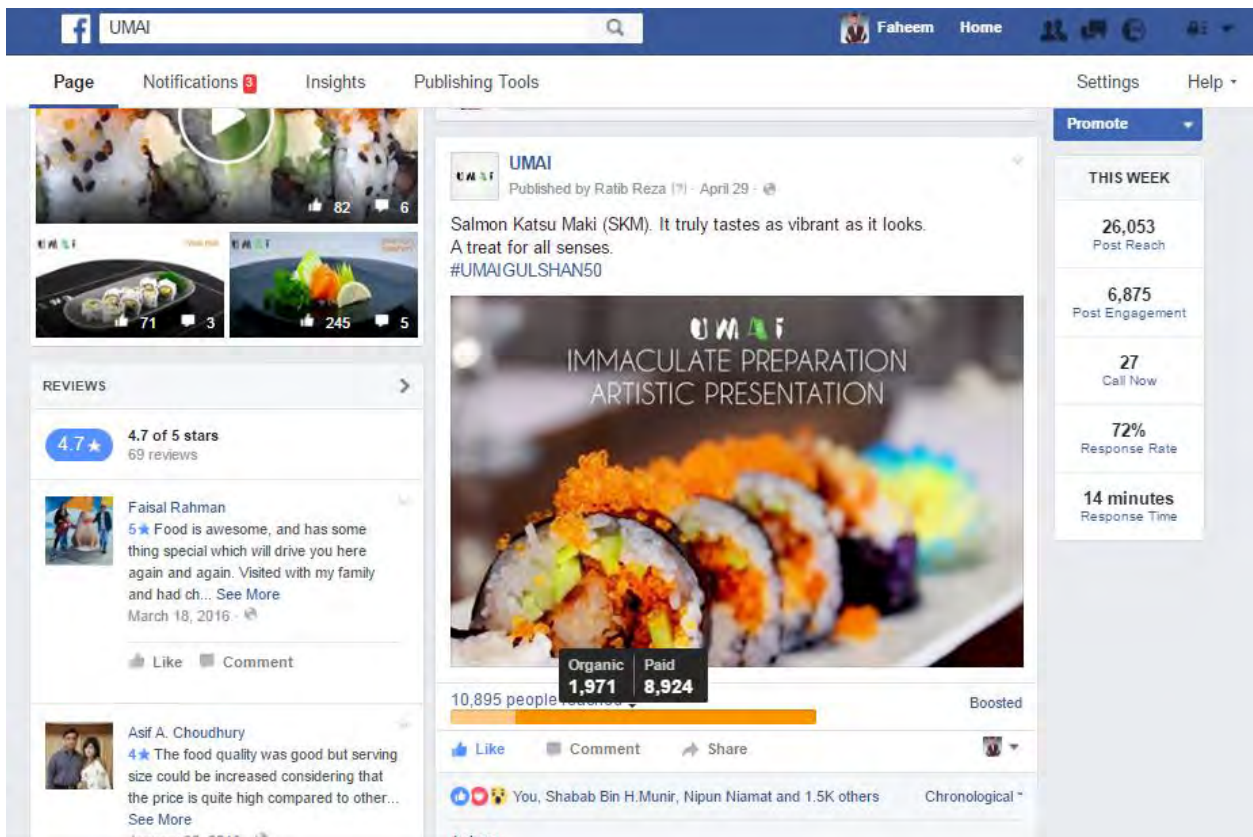 UMAI
Faheem Home
Page Notifications 3 Insights Publishing Tools Settings Help
82 6
UMAI
UMAI
71 3
245 5
REVIEWS
4.7★ 4.7 of 5 stars
69 reviews
Faisal Rahman
5★ Food is awesome, and has some
thing special which will drive you here
again and again. Visited with my family
and had ch... See More
March 18, 2016 ·
Like Comment
Asif A. Choudhury
4★ The food quality was good but serving
size could be increased considering that
the price is quite high compared to other...
See More
UMAI
UMAI
Published by Ratib Reza [?] · April 29 ·
Salmon Katsu Maki (SKM). It truly tastes as vibrant as it looks.
A treat for all senses.
#UMAIGULSHAN50
UMAI
IMMACULATE PREPARATION
ARTISTIC PRESENTATION
Organic Paid
1,971 8,924
10,895 people reached
Boosted
Like Comment Share
You, Shabab Bin H.Munir, Nipun Niamat and 1.5K others Chronological
Promote
THIS WEEK
26,053
Post Reach
6,875
Post Engagement
27
Call Now
72%
Response Rate
14 minutes
Response Time